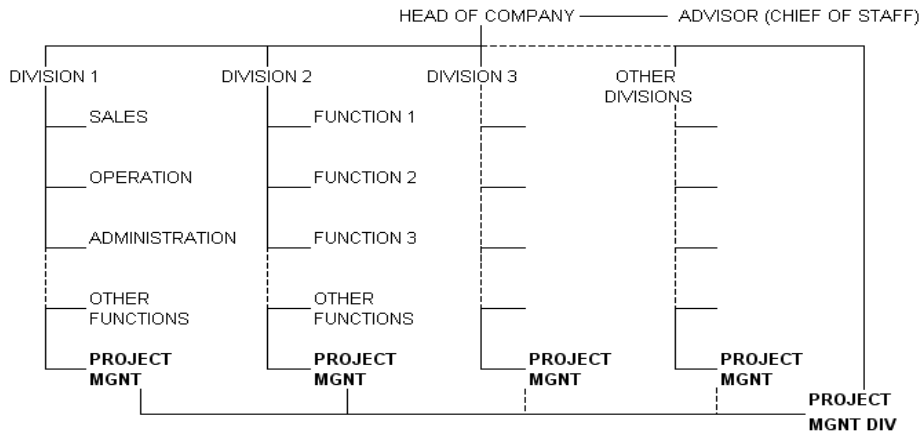 HEAD OF COMPANY ADVISOR (CHIEF OF STAFF)
DIVISION 1 DIVISION 2 DIVISION 3 OTHER
DIVISIONS
SALES FUNCTION 1
OPERATION FUNCTION 2
ADMINISTRATION FUNCTION 3
OTHER
FUNCTIONS
OTHER
FUNCTIONS
PROJECT
MGNT
PROJECT
MGNT
PROJECT
MGNT
PROJECT
MGNT
PROJECT
MGNT DIV